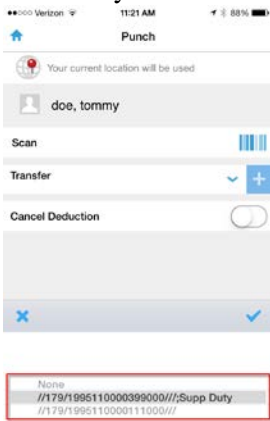 Verizon 11:21 AM 88%
Punch
Your current location will be used
doe, tommy
Scan
Transfer
Cancel Deduction
None
//179/1995110000399000///;Supp Duty
//179/1995110000111000///